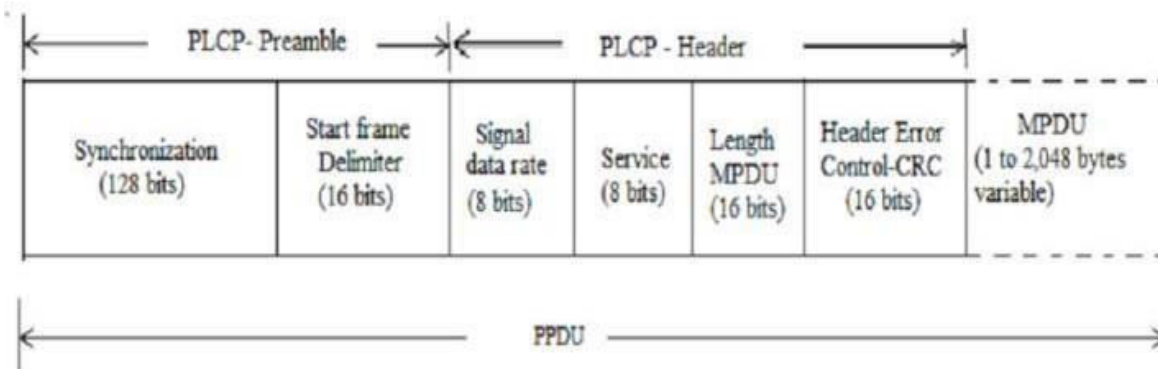 PLCP- Preamble
PLCP - Header
Synchronization
(128 bits)
Start frame
Delimiter
(16 bits)
Signal
data rate
(8 bits)
Service
(8 bits)
Length
MPDU
(16 bits)
Header Error
Control-CRC
(16 bits)
MPDU
(1 to 2,048 bytes
variable)
PPDU